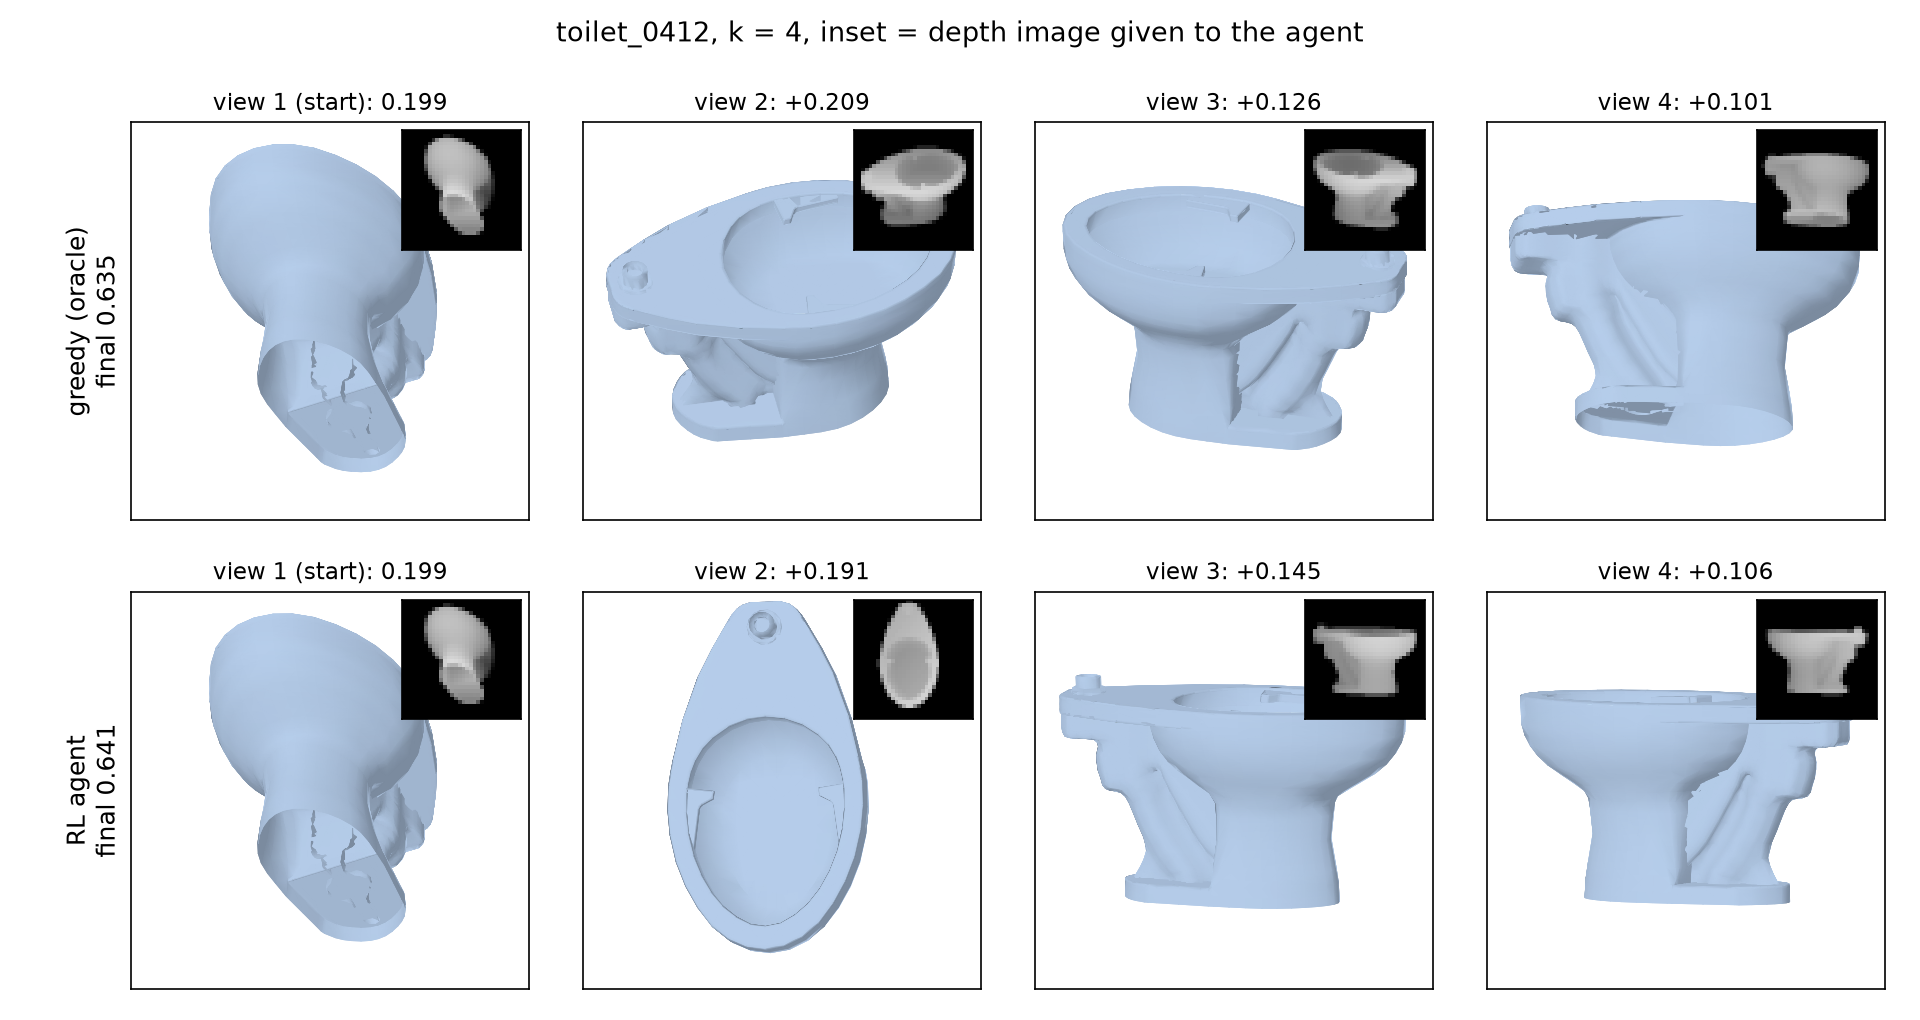 toilet_0412, k = 4, inset = depth image given to the agent
greedy (oracle)
final 0.635
view 1 (start): 0.199
view 2: +0.209
view 3: +0.126
view 4: +0.101
RL agent
final 0.641
view 1 (start): 0.199
view 2: +0.191
view 3: +0.145
view 4: +0.106